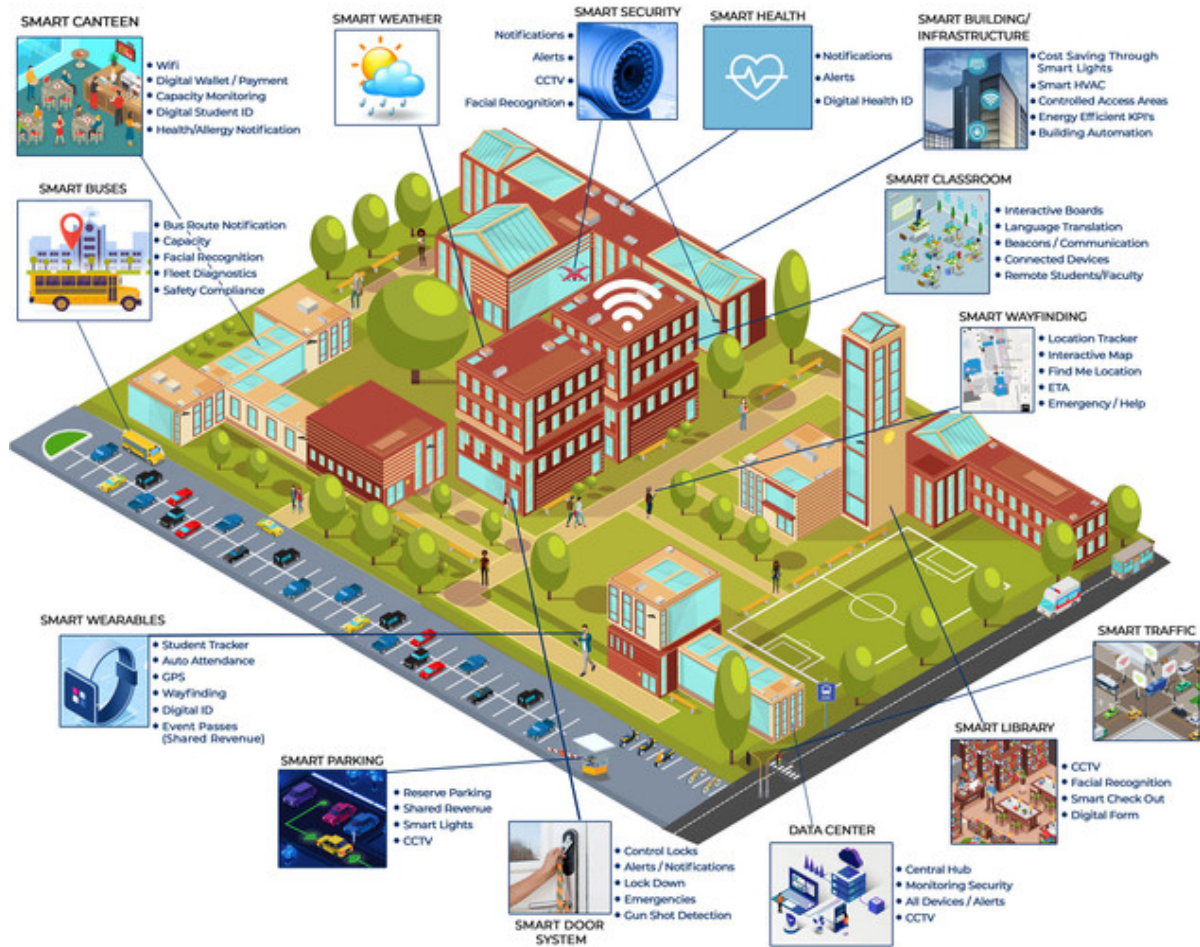 SMART CANTEEN
Wifi
Digital Wallet / Payment
Capacity Monitoring
Digital Student ID
Health/Allergy Notification
SMART WEATHER
SMART SECURITY
Notifications
Alerts
CCTV
Facial Recognition
SMART HEALTH
Notifications
Alerts
Digital Health ID
SMART BUILDING/
INFRASTRUCTURE
Cost Saving Through
Smart Lights
Smart HVAC
Controlled Access Areas
Energy Efficient KPI's
Building Automation
SMART BUSES
Bus Route Notification
Capacity
Facial Recognition
Fleet Diagnostics
Safety Compliance
SMART CLASSROOM
Interactive Boards
Language Translation
Beacons / Communication
Connected Devices
Remote Students/Faculty
SMART WAYFINDING
Location Tracker
Interactive Map
Find Me Location
ETA
Emergency / Help
SMART WEARABLES
Student Tracker
Auto Attendance
GPS
Wayfinding
Digital ID
Event Passes
(Shared Revenue)
SMART TRAFFIC
SMART PARKING
Reserve Parking
Shared Revenue
Smart Lights
CCTV
SMART LIBRARY
CCTV
Facial Recognition
Smart Check Out
Digital Form
Control Locks
Alerts / Notifications
Lock Down
Emergencies
Gun Shot Detection
SMART DOOR
SYSTEM
DATA CENTER
Central Hub
Monitoring Security
All Devices / Alerts
CCTV